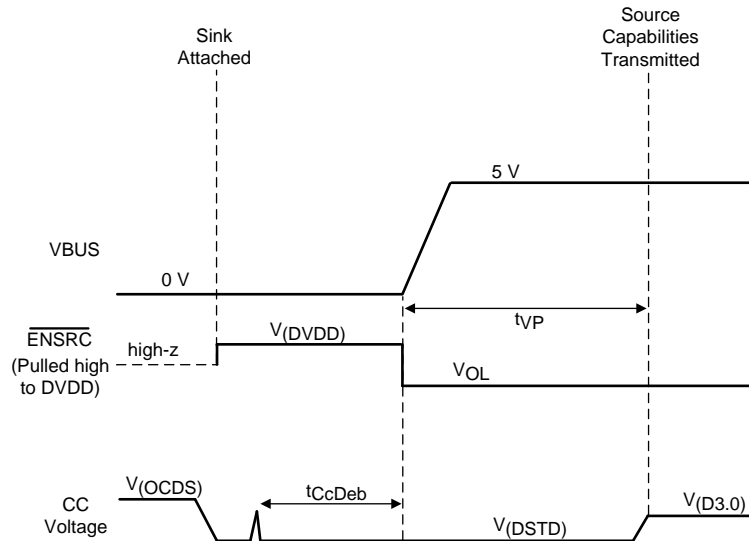 Sink
Attached
Source
Capabilities
Transmitted
5 V
VBUS
0 V
tVP
ENSRC
(Pulled high
to DVDD)
high-z
V(DVDD)
VOL
CC
Voltage
V(OCDS)
tCcDeb
V(DSTD)
V(D3.0)